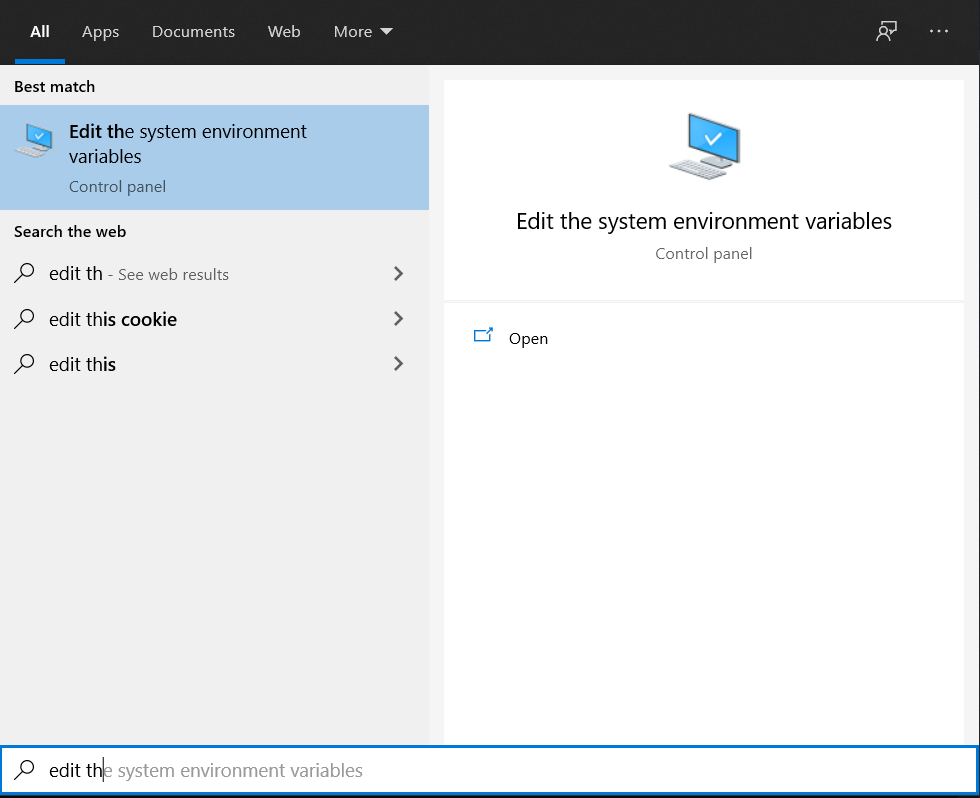 All Apps Documents Web More
Best match
Edit the system environment
variables
Control panel
Search the web
edit th - See web results
edit this cookie
edit this
Edit the system environment variables
Control panel
Open
edit the system environment variables